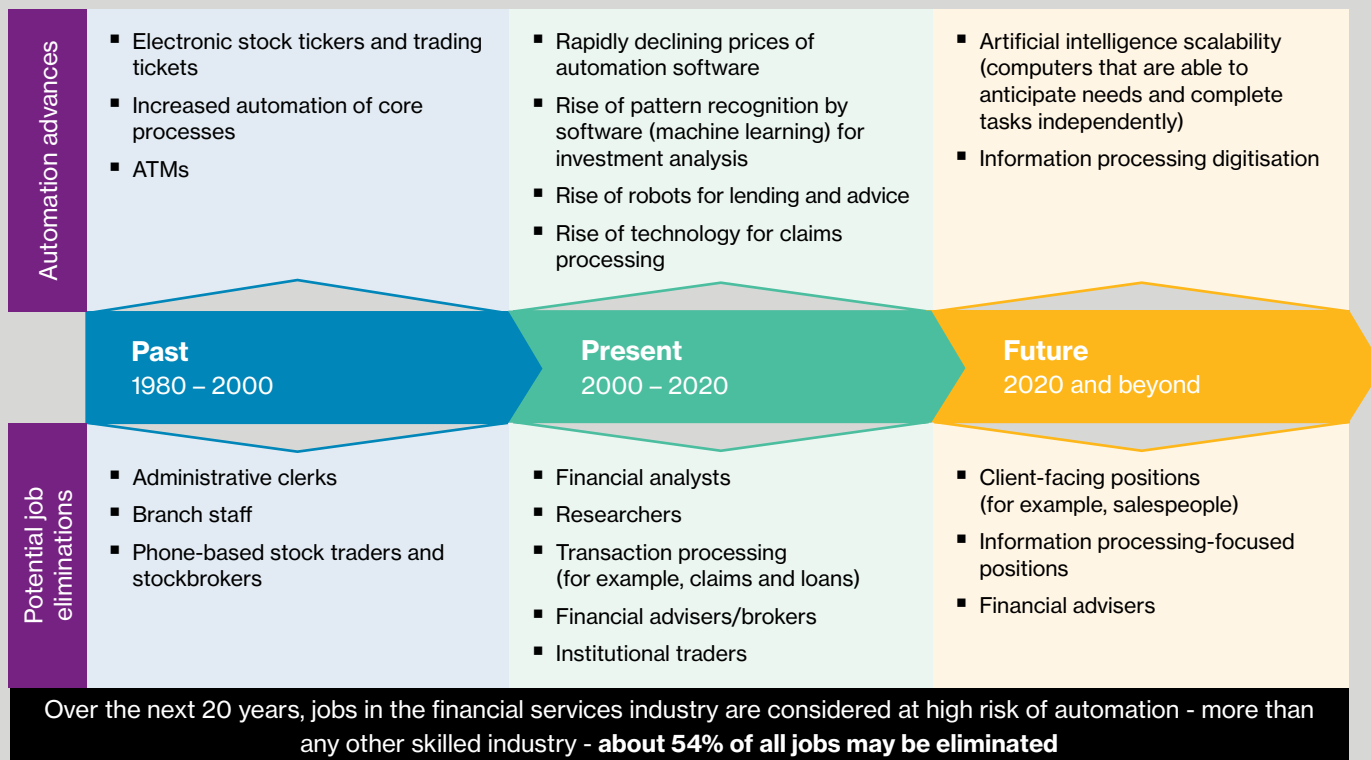 Automation advances
■ Electronic stock tickers and trading
tickets
■ Increased automation of core
processes
■ ATMs
■ Rapidly declining prices of
automation software
■ Rise of pattern recognition by
software (machine learning) for
investment analysis
■ Rise of robots for lending and advice
■ Rise of technology for claims
processing
■ Artificial intelligence scalability
(computers that are able to
anticipate needs and complete
tasks independently)
■ Information processing digitisation
Past
1980 – 2000
Present
2000 – 2020
Future
2020 and beyond
Potential job
eliminations
■ Administrative clerks
■ Branch staff
■ Phone-based stock traders and
stockbrokers
■ Financial analysts
■ Researchers
■ Transaction processing
(for example, claims and loans)
■ Financial advisers/brokers
■ Institutional traders
■ Client-facing positions
(for example, salespeople)
■ Information processing-focused
positions
■ Financial advisers
Over the next 20 years, jobs in the financial services industry are considered at high risk of automation - more than
any other skilled industry - about 54% of all jobs may be eliminated